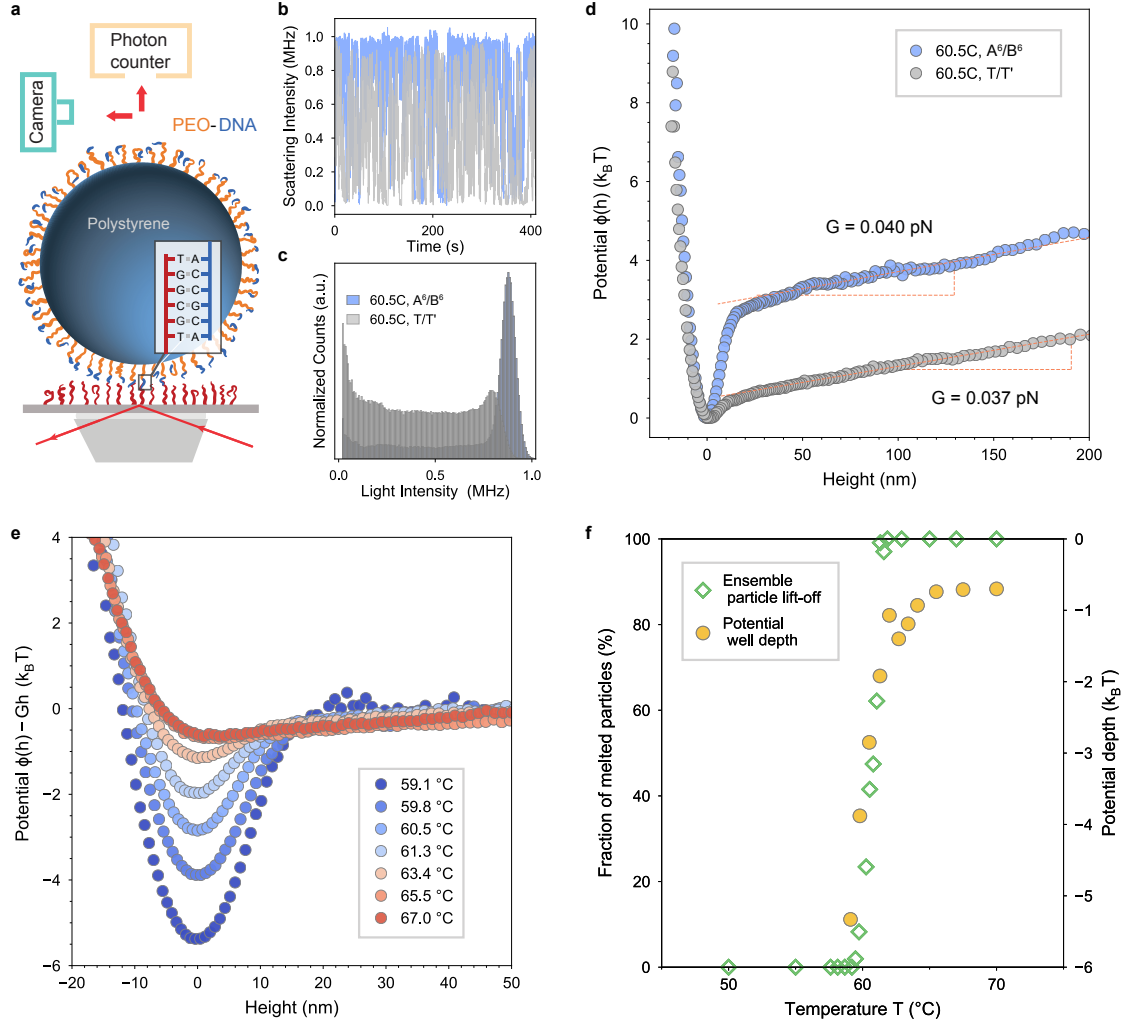 a
Photon
counter
Camera
PEO-DNA
Polystyrene
T=A
G=C
G=C
C=G
G=C
T=A
b
Scattering Intensity (MHz)
1.0
0.8
0.6
0.4
0.2
0.0
0
200
400
Time (s)
c
Normalized Counts (a.u.)
60.5C, A⁶/B⁶
60.5C, T/T'
0.0
0.5
1.0
Light Intensity (MHz)
d
Potential ϕ(h) (k_B T)
10
8
6
4
2
0
60.5C, A⁶/B⁶
60.5C, T/T'
G = 0.040 pN
G = 0.037 pN
0
50
100
150
200
Height (nm)
e
Potential ϕ(h) – Gh (k_B T)
4
2
0
−2
−4
−6
59.1 °C
59.8 °C
60.5 °C
61.3 °C
63.4 °C
65.5 °C
67.0 °C
−20
−10
0
10
20
30
40
50
Height (nm)
f
Fraction of melted particles (%)
100
80
60
40
20
0
Ensemble
particle lift-off
Potential
well depth
0
−1
−2
−3
−4
−5
−6
Potential depth (k_B T)
50
60
70
Temperature T (°C)